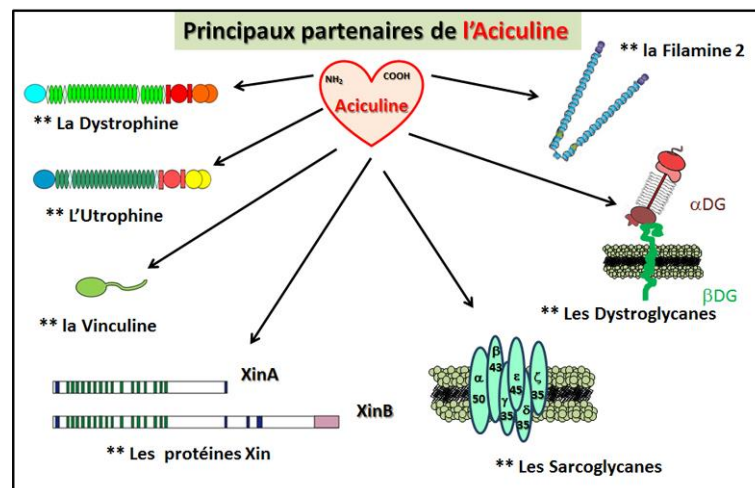 Principaux partenaires de l'Aciculine
NH₂ COOH
Aciculine
** la Filamine 2
** La Dystrophine
** L'Utrophine
αDG
βDG
** Les Dystroglycanes
** la Vinculine
XinA
XinB
** Les protéines Xin
α 50
β 43
γ 35
ε 45
δ 35
ζ 35
** Les Sarcoglycanes